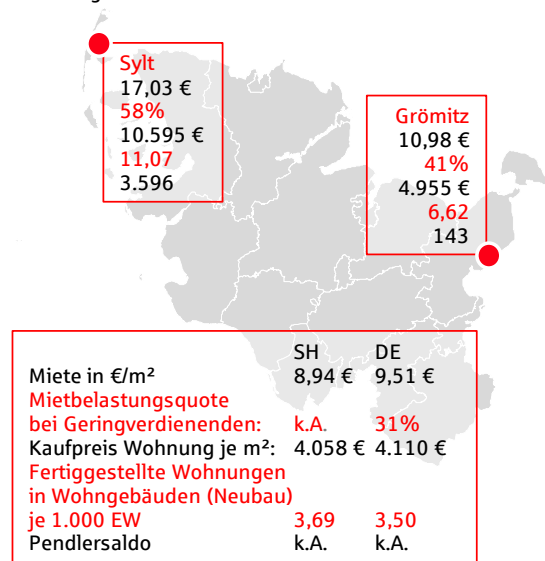 Sylt
17,03 €
58%
10.595 €
11,07
3.596
Grömitz
10,98 €
41%
4.955 €
6,62
143
SH DE
Miete in €/m² 8,94 € 9,51 €
Mietbelastungsquote
bei Geringverdienenden: k.A. 31%
Kaufpreis Wohnung je m²: 4.058 € 4.110 €
Fertiggestellte Wohnungen
in Wohngebäuden (Neubau)
je 1.000 EW 3,69 3,50
Pendlersaldo k.A. k.A.